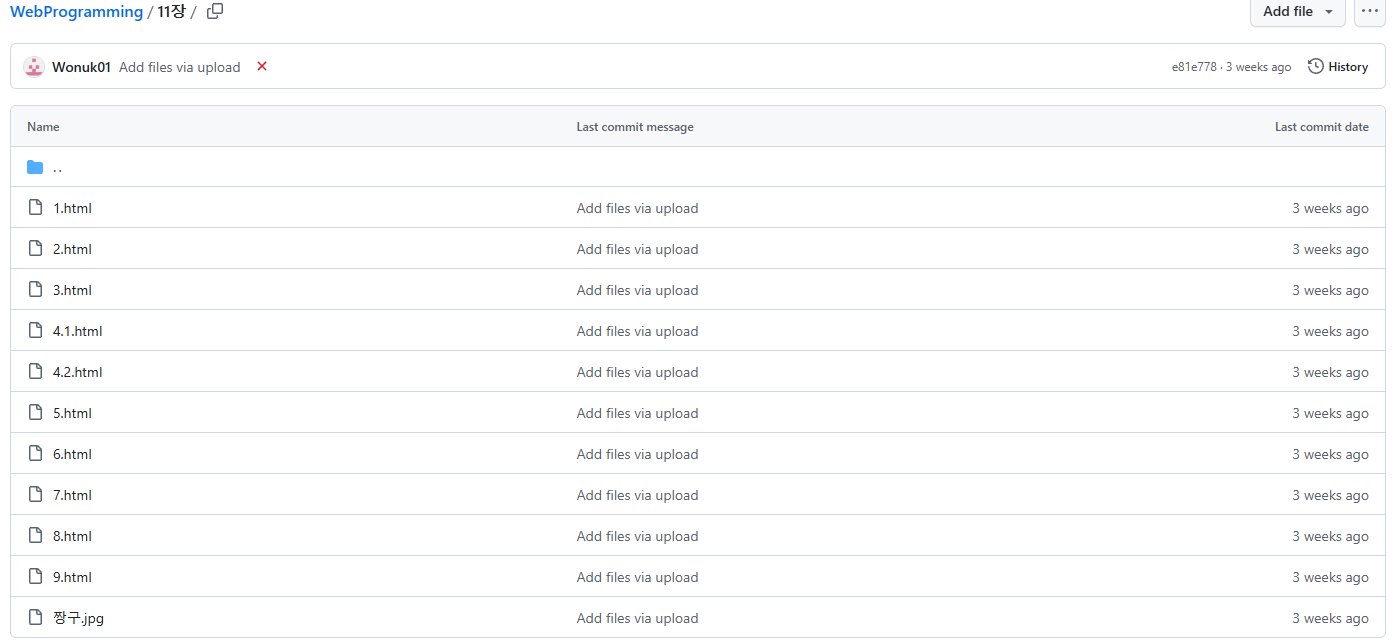 WebProgramming / 11장 /
Add file
Wonuk01 Add files via upload
e81e778 · 3 weeks ago History
Name Last commit message Last commit date
..
1.html Add files via upload 3 weeks ago
2.html Add files via upload 3 weeks ago
3.html Add files via upload 3 weeks ago
4.1.html Add files via upload 3 weeks ago
4.2.html Add files via upload 3 weeks ago
5.html Add files via upload 3 weeks ago
6.html Add files via upload 3 weeks ago
7.html Add files via upload 3 weeks ago
8.html Add files via upload 3 weeks ago
9.html Add files via upload 3 weeks ago
짱구.jpg Add files via upload 3 weeks ago